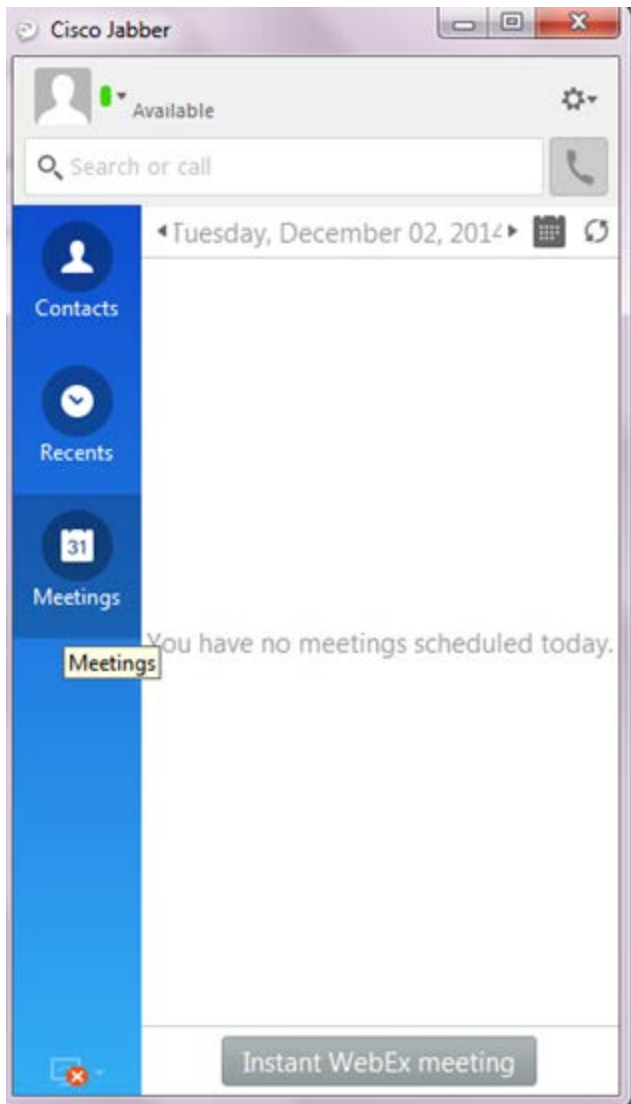 Cisco Jabber
Available
Search or call
Tuesday, December 02, 2014
Contacts
Recents
31
Meetings
You have no meetings scheduled today.
Meetings
Instant WebEx meeting